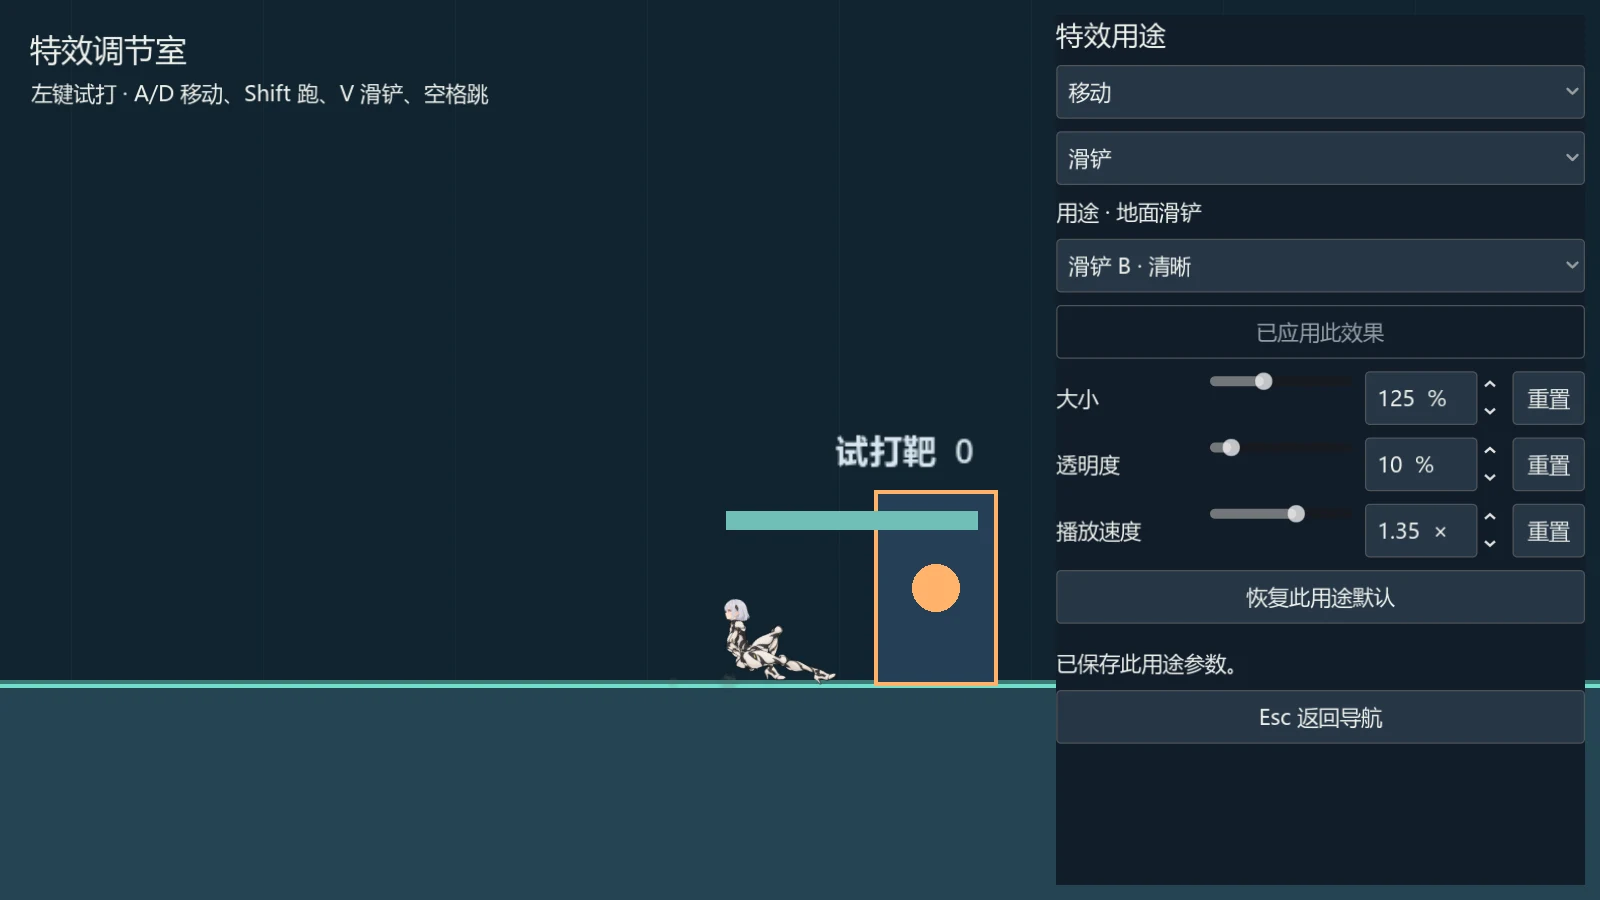 特效调节室
左键试打 · A/D 移动、Shift 跑、V 滑铲、空格跳
试打靶 0
特效用途
移动
滑铲
用途 · 地面滑铲
滑铲 B · 清晰
已应用此效果
大小 125 % 重置
透明度 10 % 重置
播放速度 1.35 × 重置
恢复此用途默认
已保存此用途参数。
Esc 返回导航